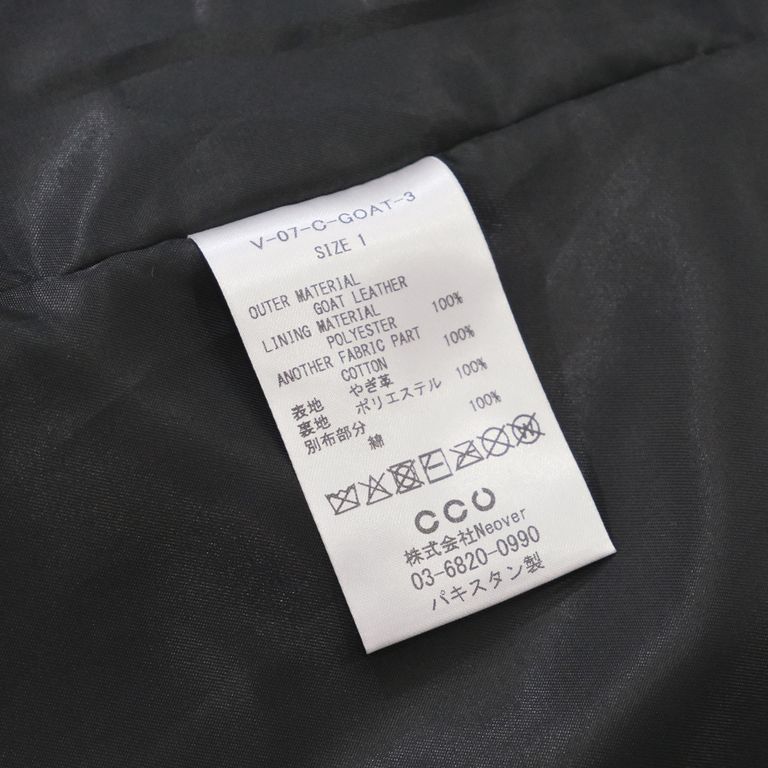 V-07-C-GOAT-3
SIZE 1
OUTER MATERIAL
GOAT LEATHER
LINING MATERIAL 100%
POLYESTER
ANOTHER FABRIC PART 100%
COTTON
表地 やぎ革 100%
裏地 ポリエステル
別布部分 100%
綿
CCU
株式会社Neover
03-6820-0990
パキスタン製